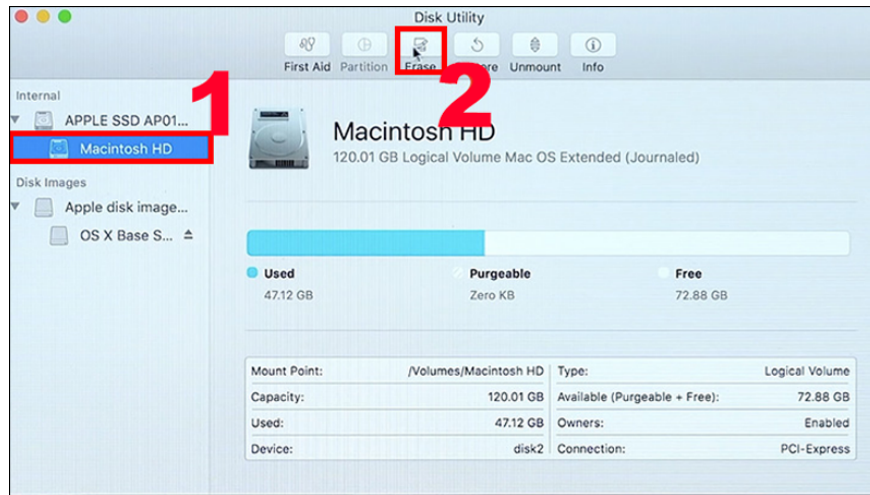 Disk Utility
First Aid Partition Erase Unmount Info
Internal
APPLE SSD AP01...
Macintosh HD
Disk Images
Apple disk image...
OS X Base S...
1
2
Macintosh HD
120.01 GB Logical Volume Mac OS Extended (Journaled)
Used Purgeable Free
47.12 GB Zero KB 72.88 GB
Mount Point: /Volumes/Macintosh HD Type: Logical Volume
Capacity: 120.01 GB Available (Purgeable + Free): 72.88 GB
Used: 47.12 GB Owners: Enabled
Device: disk2 Connection: PCI-Express